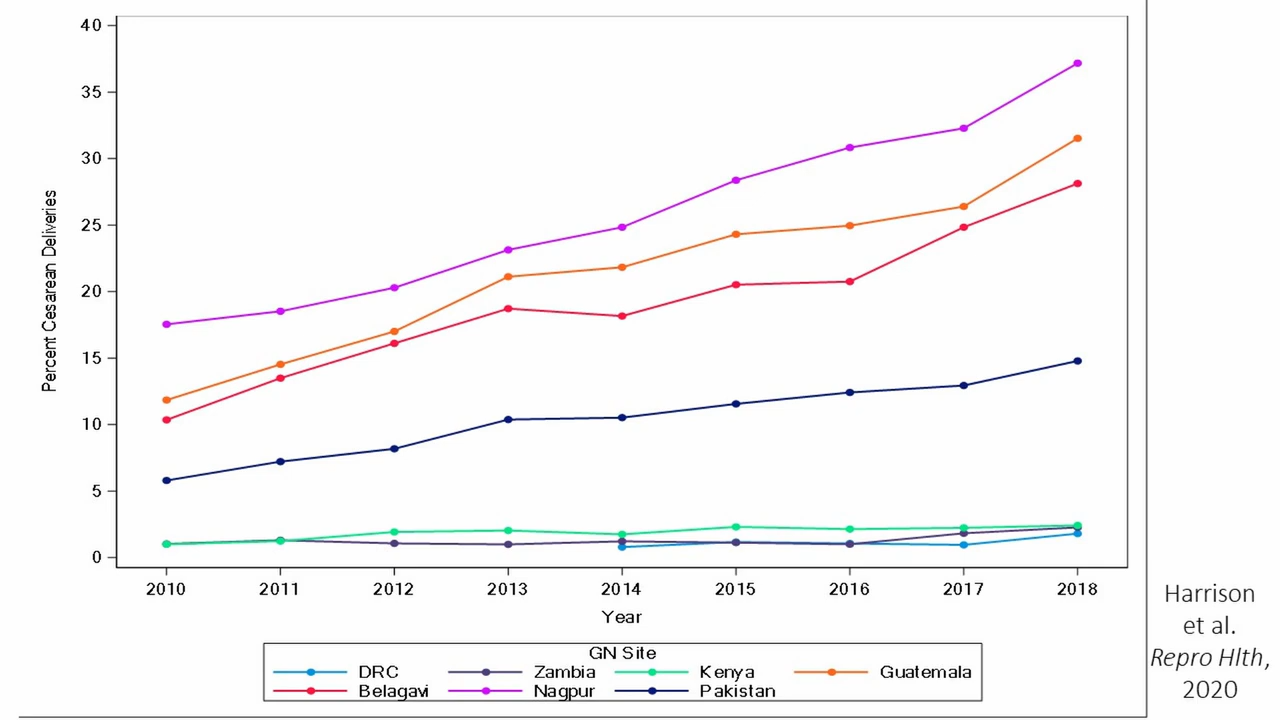 40
35
30
25
20
15
10
5
0
Percent Cesarean Deliveries
2010 2011 2012 2013 2014 2015 2016 2017 2018
Year
GN Site
DRC Zambia Kenya Guatemala
Belagavi Nagpur Pakistan
Harrison
et al.
Repro Hlth,
2020